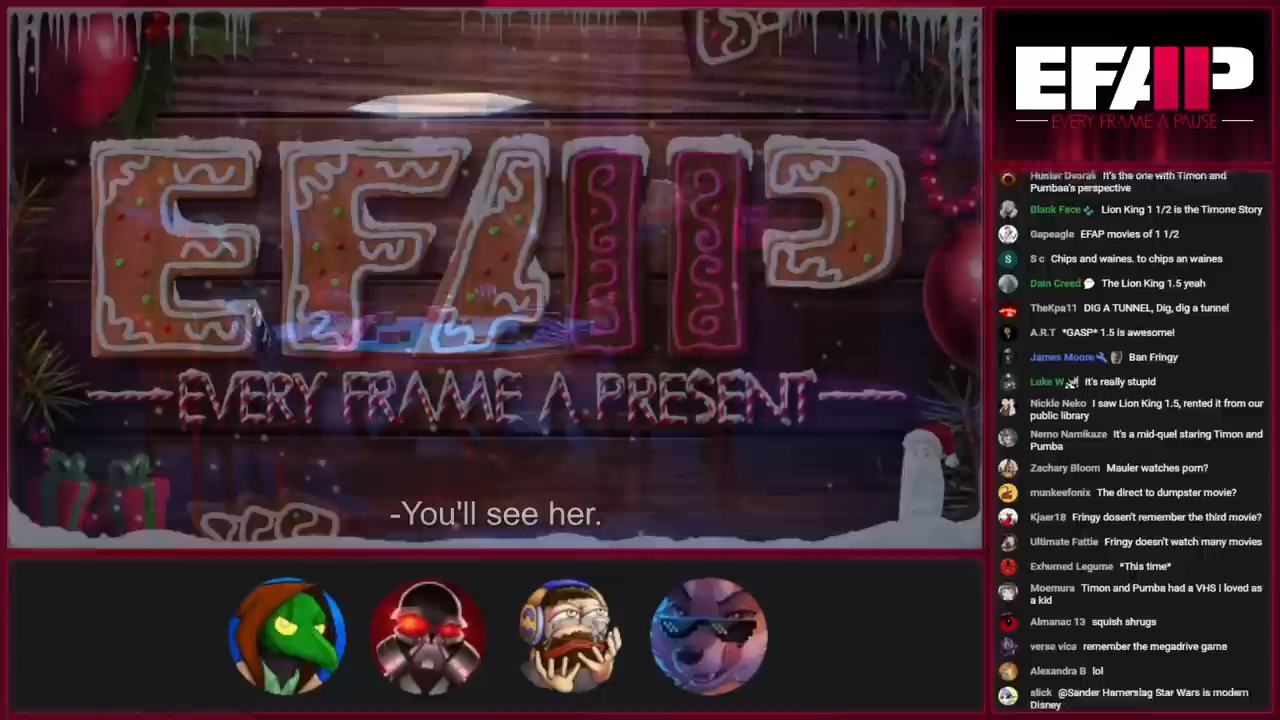 EFAP
EVERY FRAME A PRESENT
-You'll see her.
EFAP
EVERY FRAME A PAUSE
Hunter Dvorak It's the one with Timon and
Pumbaa's perspective
Blank Face Lion King 1 1/2 is the Timone Story
Gapeagle EFAP movies of 1 1/2
S c Chips and waines. to chips an waines
Dain Creed The Lion King 1.5 yeah
TheKpa11 DIG A TUNNEL, Dig, dig a tunnel
A.R.T *GASP* 1.5 is awesome!
James Moore Ban Fringy
Luke W It's really stupid
Nickle Neko I saw Lion King 1.5, rented it from our
public library
Nemo Namikaze It's a mid-quel staring Timon and
Pumba
Zachary Bloom Mauler watches porn?
munkeefonix The direct to dumpster movie?
Kjaer18 Fringy dosen't remember the third movie?
Ultimate Fattie Fringy doesn't watch many movies
Exhumed Legume *This time*
Moemura Timon and Pumba had a VHS I loved as
a kid
Almanac 13 squish shrugs
verse vica remember the megadrive game
Alexandra B lol
slick @Sander Hamerslag Star Wars is modern
Disney